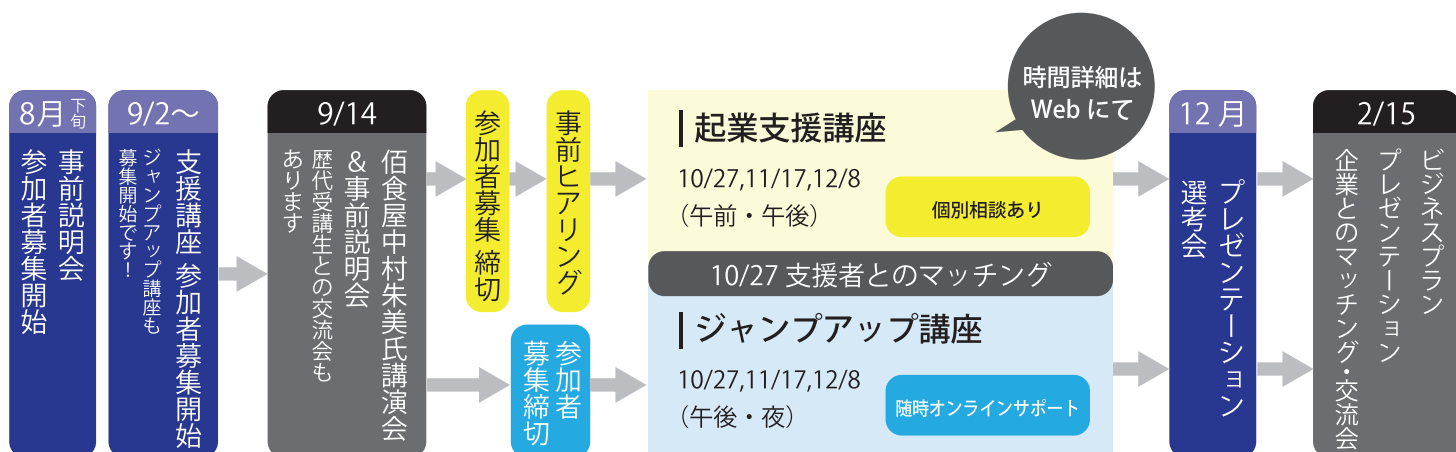 8月下旬
事前説明会
参加者募集開始
9/2〜
支援講座 参加者募集開始
ジャンプアップ講座も
募集開始です!
9/14
佰食屋中村朱美氏講演会
&事前説明会
歴代受講生との交流会も
あります
参加者募集 締切
事前ヒアリング
参加者
募集締切
時間詳細は
Web にて
起業支援講座
10/27,11/17,12/8
(午前・午後)
個別相談あり
10/27 支援者とのマッチング
ジャンプアップ講座
10/27,11/17,12/8
(午後・夜)
随時オンラインサポート
12 月
プレゼンテーション
選考会
2/15
ビジネスプラン
プレゼンテーション
企業とのマッチング・交流会